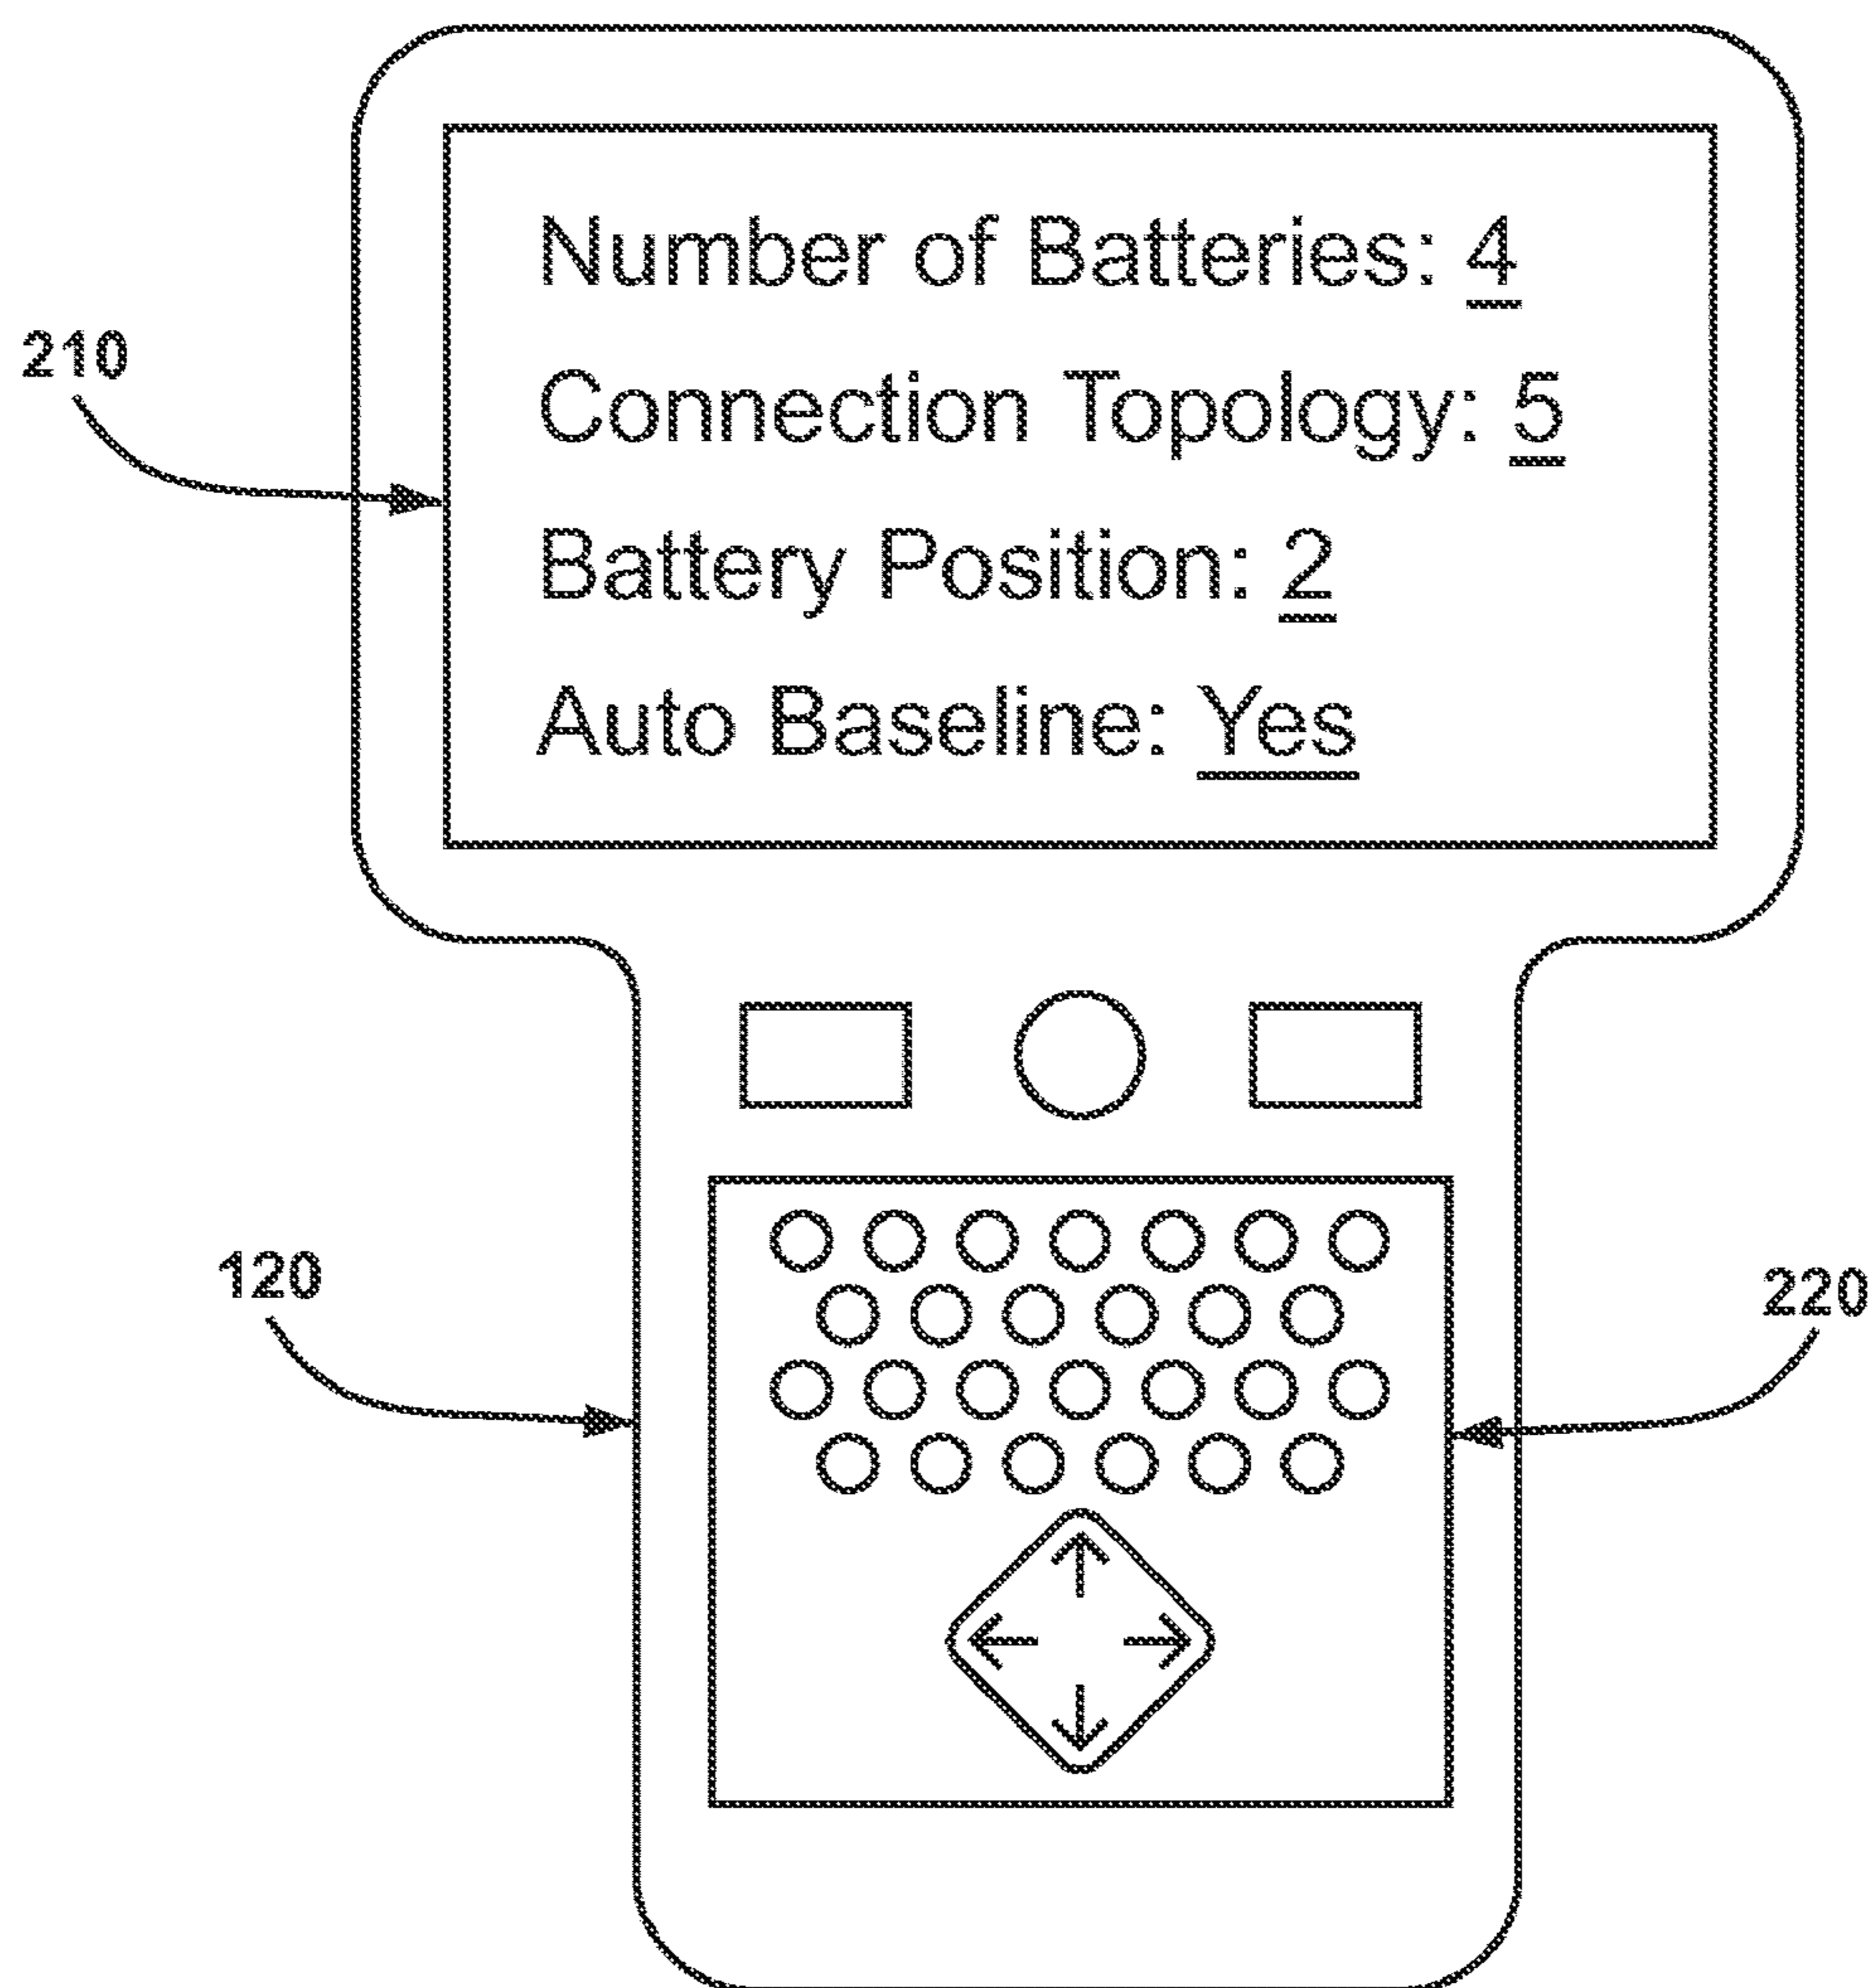 Number of Batteries: 4
210
Connection Topology: 5
Battery Position: 2
Auto Baseline: Yes
120
220